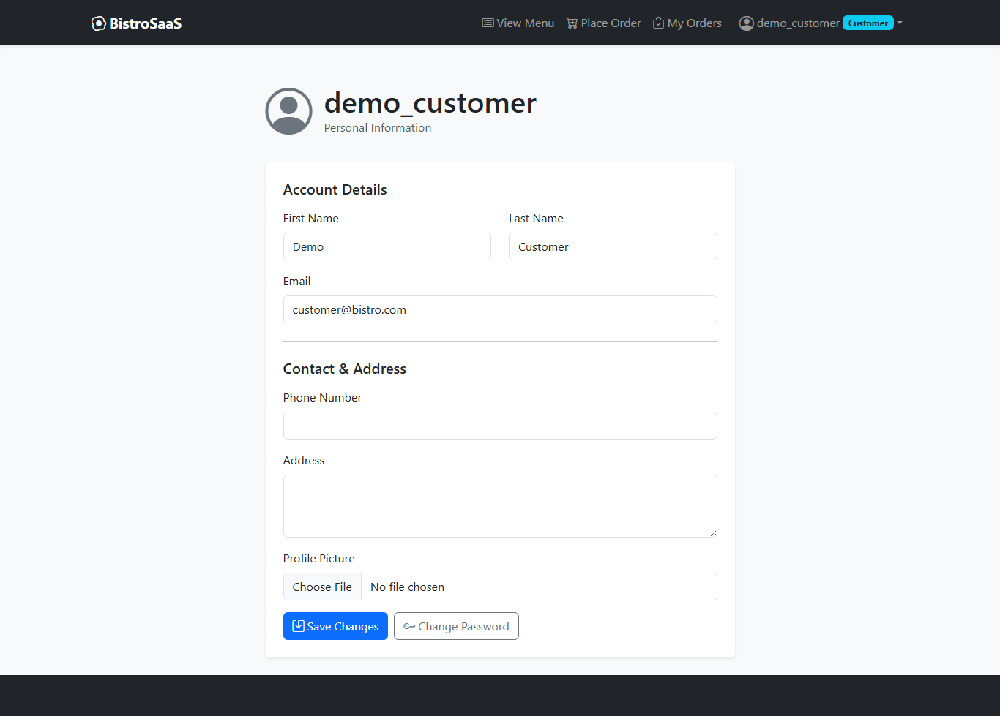 BistroSaaS View Menu Place Order My Orders demo_customer Customer
demo_customer
Personal Information
Account Details
First Name Last Name
Demo Customer
Email
customer@bistro.com
Contact & Address
Phone Number
Address
Profile Picture
Choose File No file chosen
Save Changes Change Password